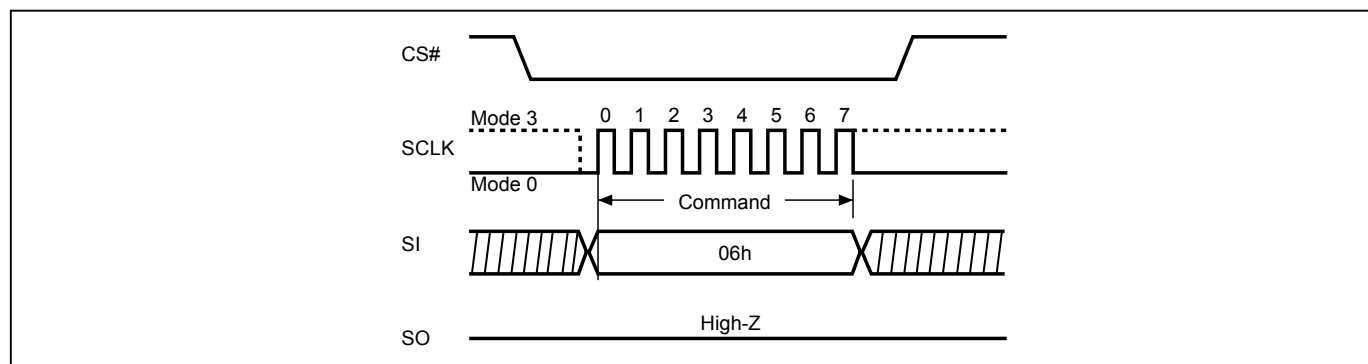 CS#
Mode 3
0 1 2 3 4 5 6 7
SCLK
Mode 0
Command
SI
06h
High-Z
SO